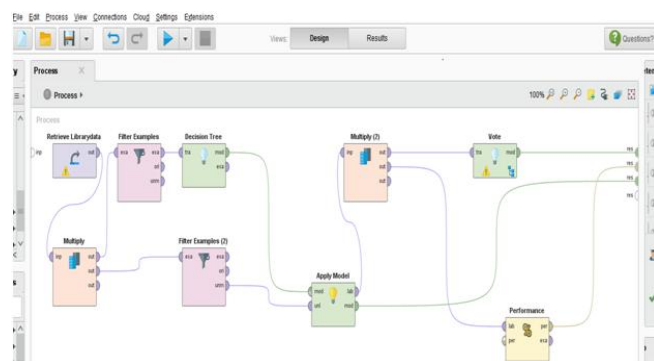 File Edit Process View Connections Cloud Settings Extensions
Views: Design Results Questions?
Process
Process
100%
Process
Retrieve Librarydata Filter Examples Decision Tree Multiply (2) Vote
inp out exa exa tra mod inp out tra mod res
ori exa out res
unm out res
res
Multiply Filter Examples (2)
inp out exa exa
out ori
out unm
Apply Model
mod lab
unl mod
Performance
lab per
per exa